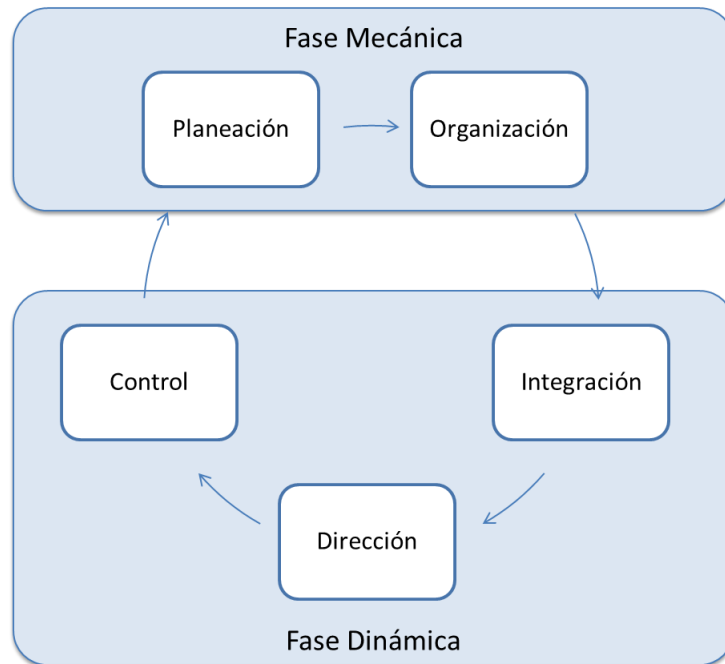 Fase Mecánica
Planeación
Organización
Control
Integración
Dirección
Fase Dinámica